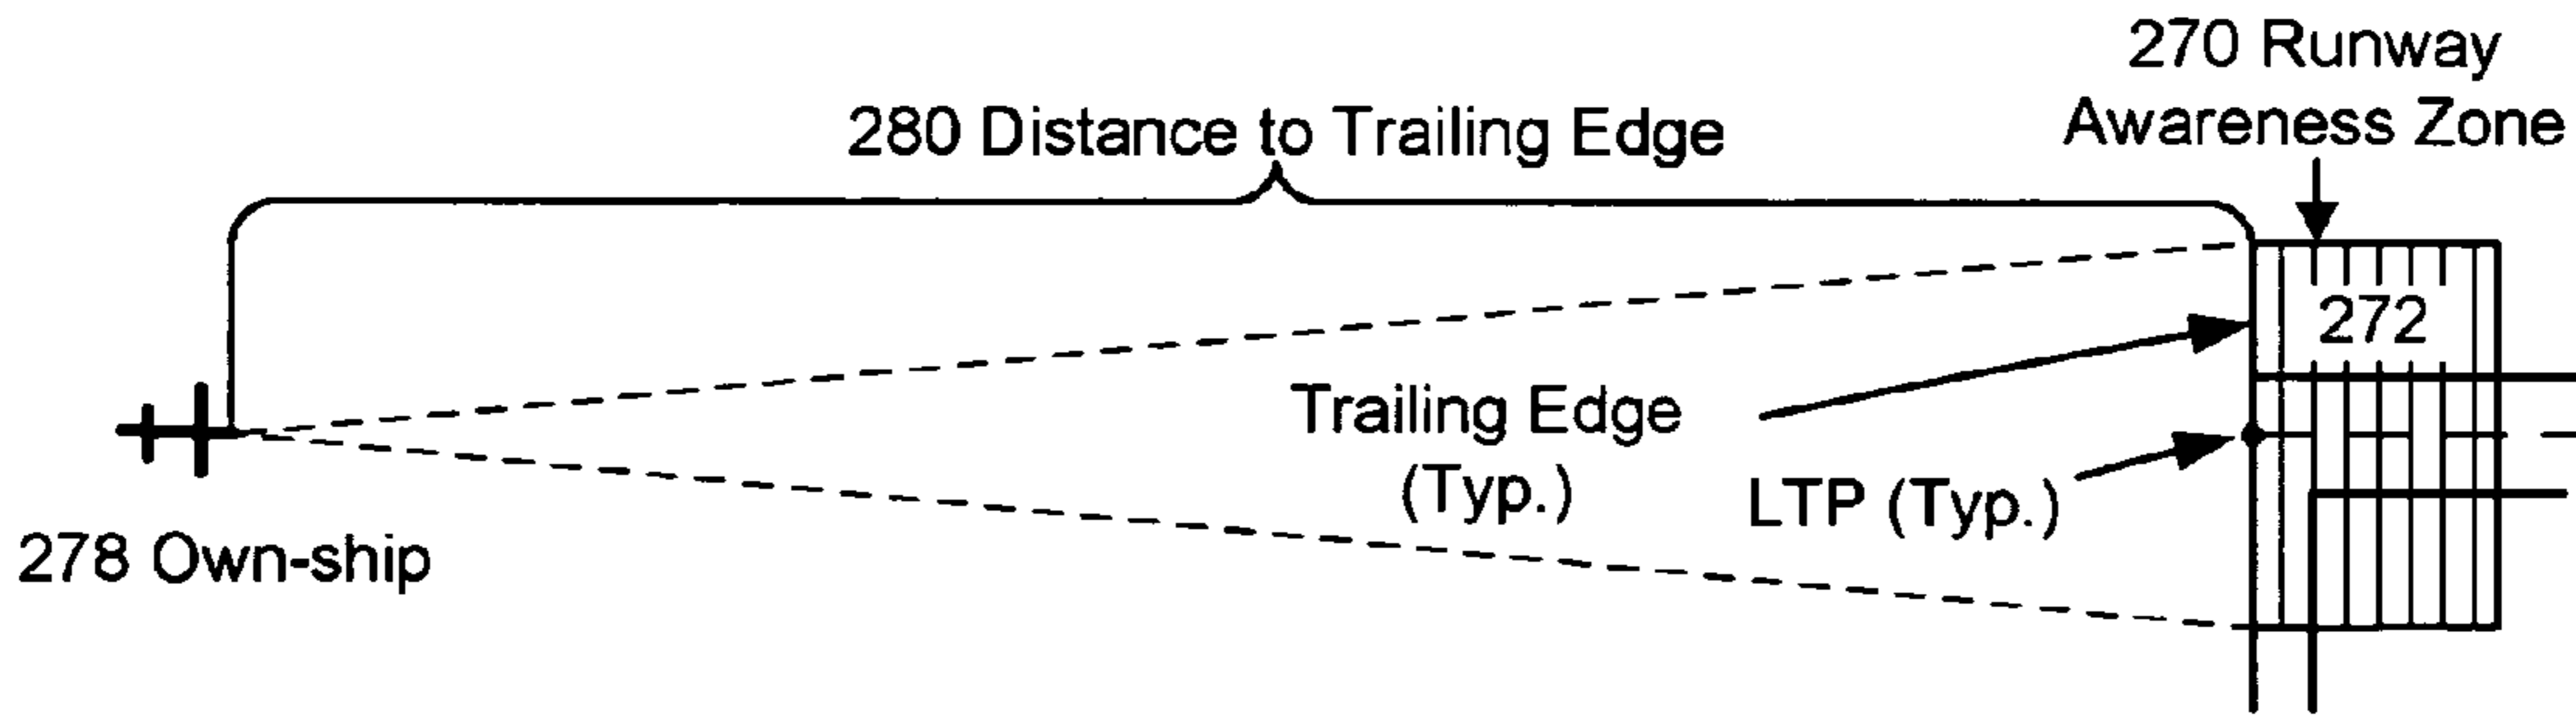 270 Runway
Awareness Zone
280 Distance to Trailing Edge
272
Trailing Edge
(Typ.)
LTP (Typ.)
278 Own-ship